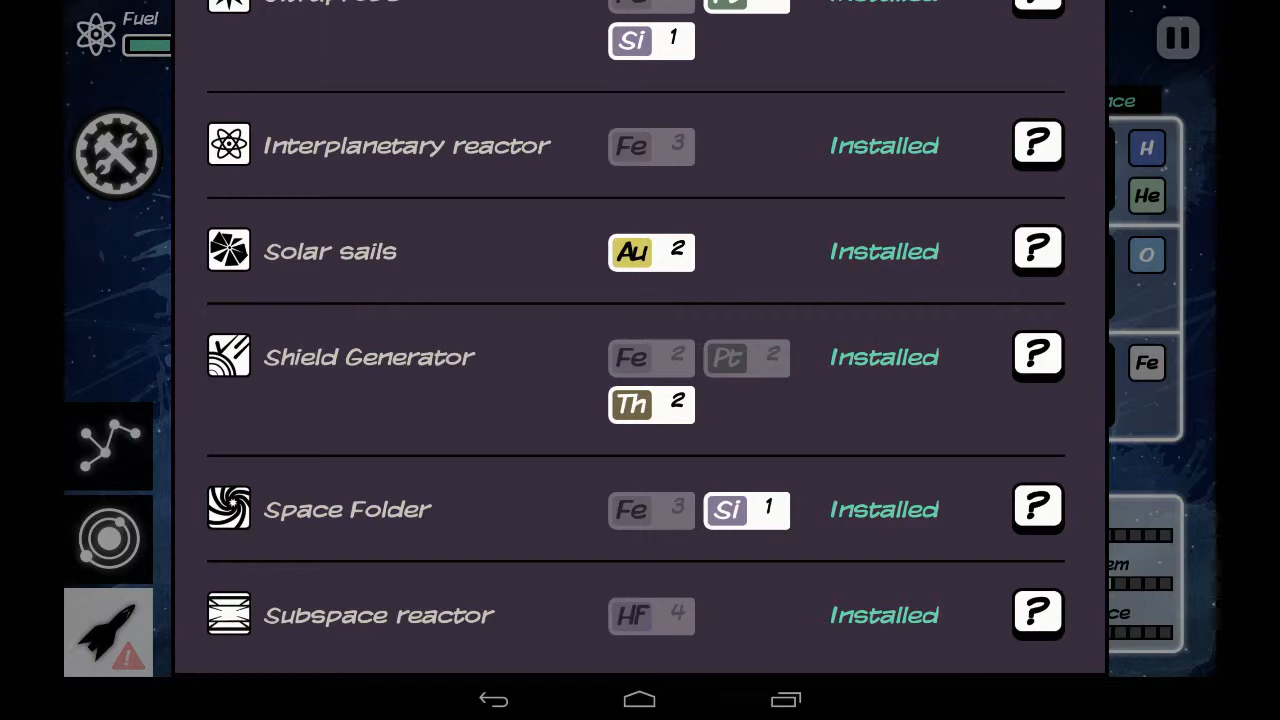 Fuel
Si 1
Interplanetary reactor Fe 3 Installed ?
H
He
Solar sails Au 2 Installed ?
O
Shield Generator Fe 2 Pt 2 Installed ?
Fe
Th 2
Space Folder Fe 3 Si 1 Installed ?
Subspace reactor HF 4 Installed ?